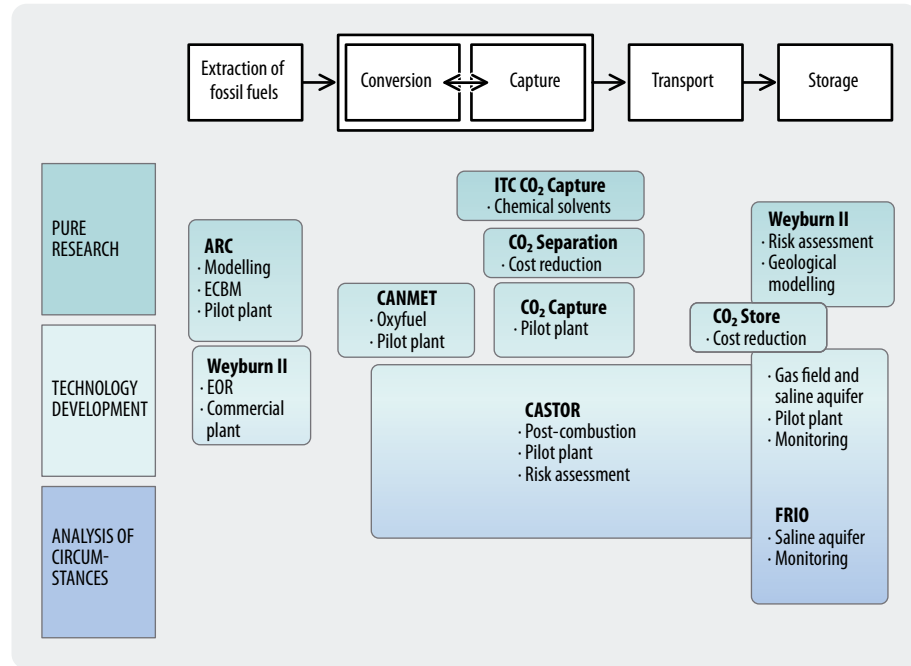 Extraction of
fossil fuels
Conversion
Capture
Transport
Storage
PURE
RESEARCH
TECHNOLOGY
DEVELOPMENT
ANALYSIS OF
CIRCUM-
STANCES
ARC
· Modelling
· ECBM
· Pilot plant
Weyburn II
· EOR
· Commercial
plant
ITC CO₂ Capture
· Chemical solvents
CO₂ Separation
· Cost reduction
CANMET
· Oxyfuel
· Pilot plant
CO₂ Capture
· Pilot plant
CASTOR
· Post-combustion
· Pilot plant
· Risk assessment
Weyburn II
· Risk assessment
· Geological
modelling
CO₂ Store
· Cost reduction
· Gas field and
saline aquifer
· Pilot plant
· Monitoring
FRIO
· Saline aquifer
· Monitoring